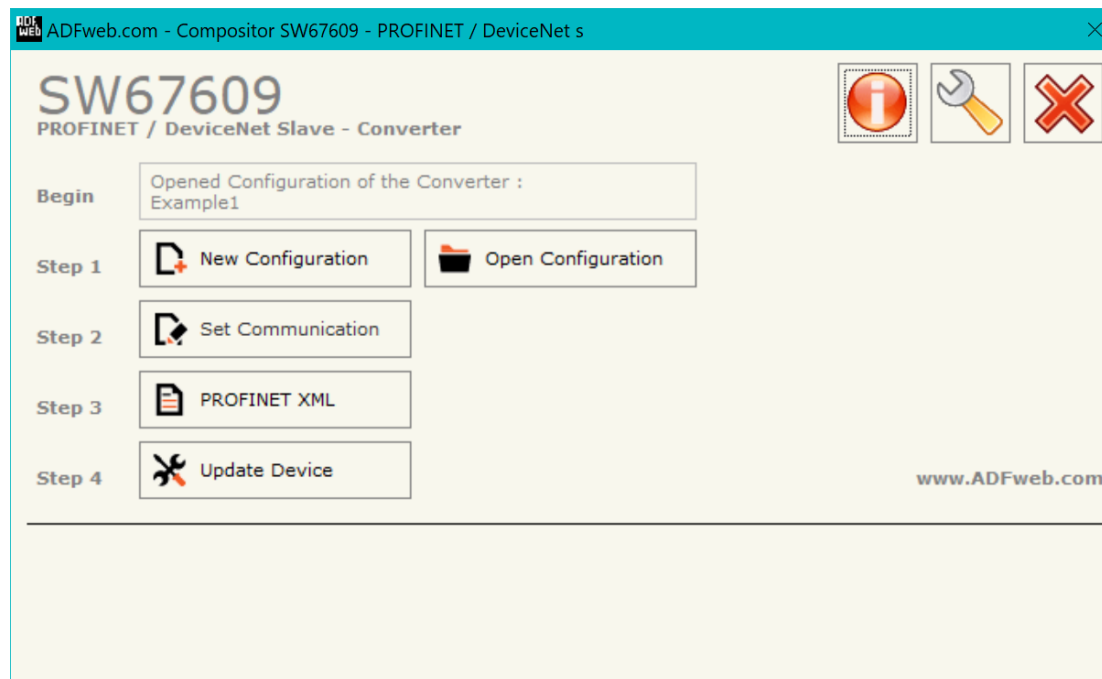 ADF
WEB
ADFweb.com - Compositor SW67609 - PROFINET / DeviceNet s
SW67609
PROFINET / DeviceNet Slave - Converter
Begin
Opened Configuration of the Converter :
Example1
Step 1
New Configuration
Open Configuration
Step 2
Set Communication
Step 3
PROFINET XML
Step 4
Update Device
www.ADFweb.com